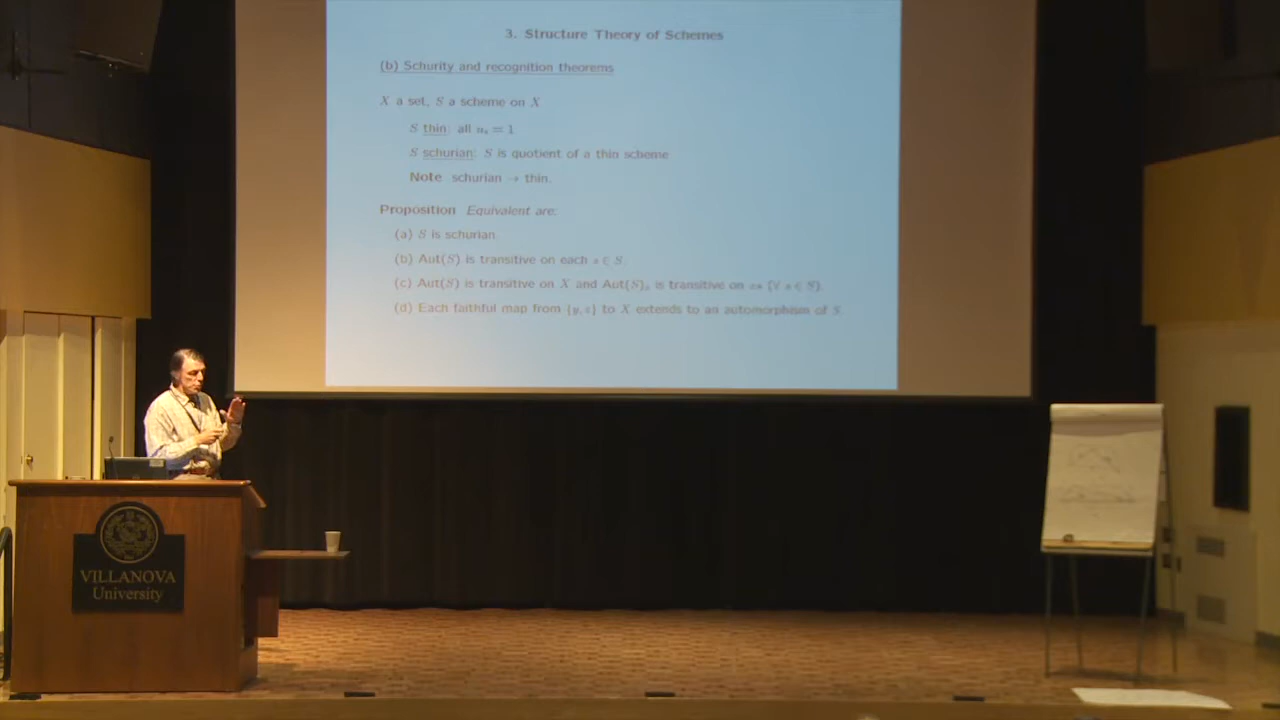 3. Structure Theory of Schemes
(b) Schurity and recognition theorems
X a set, S a scheme on X
S thin: all nₛ = 1
S schurian: S is quotient of a thin scheme
Note schurian → thin.
Proposition Equivalent are:
(a) S is schurian.
(b) Aut(S) is transitive on each s ∈ S.
(c) Aut(S) is transitive on X and Aut(S)ₓ is transitive on xs (∀ s ∈ S).
(d) Each faithful map from {y, z} to X extends to an automorphism of S.
VILLANOVA
University